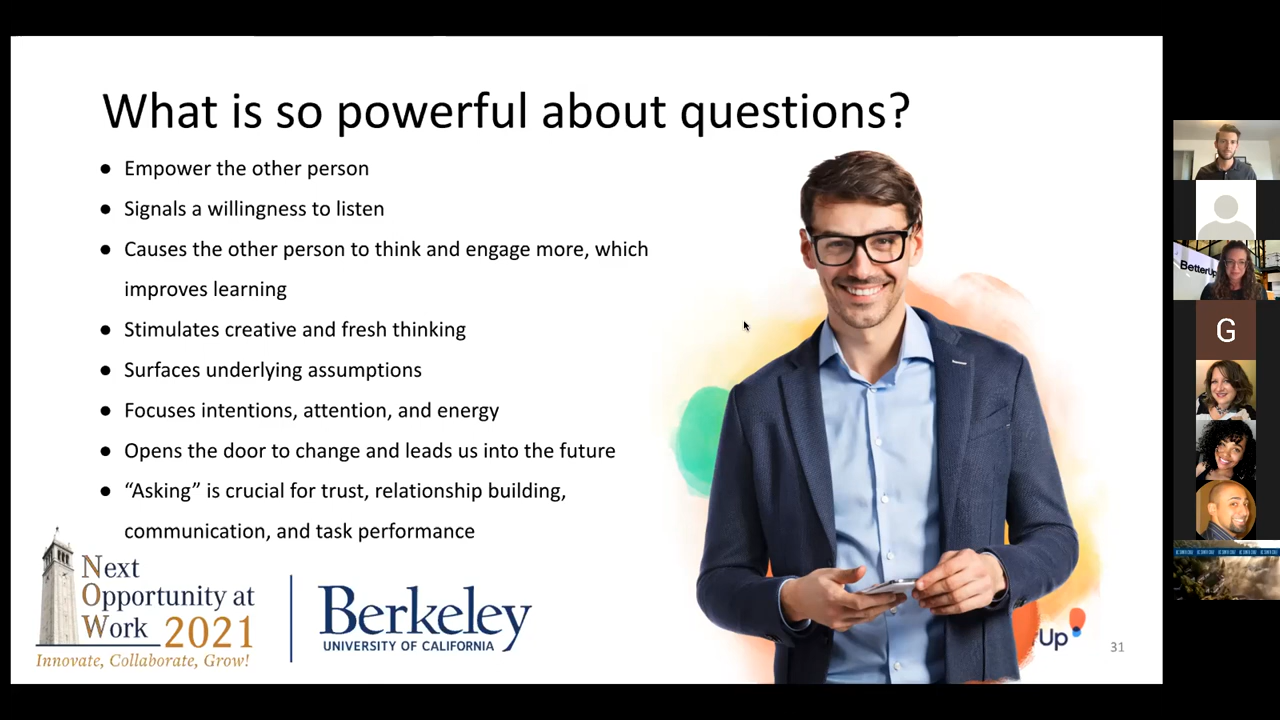 What is so powerful about questions?
● Empower the other person
● Signals a willingness to listen
● Causes the other person to think and engage more, which
improves learning
● Stimulates creative and fresh thinking
● Surfaces underlying assumptions
● Focuses intentions, attention, and energy
● Opens the door to change and leads us into the future
● “Asking” is crucial for trust, relationship building,
communication, and task performance
Next
Opportunity at
Work 2021
Innovate, Collaborate, Grow!
Berkeley
UNIVERSITY OF CALIFORNIA
Up
31
BetterUp
G